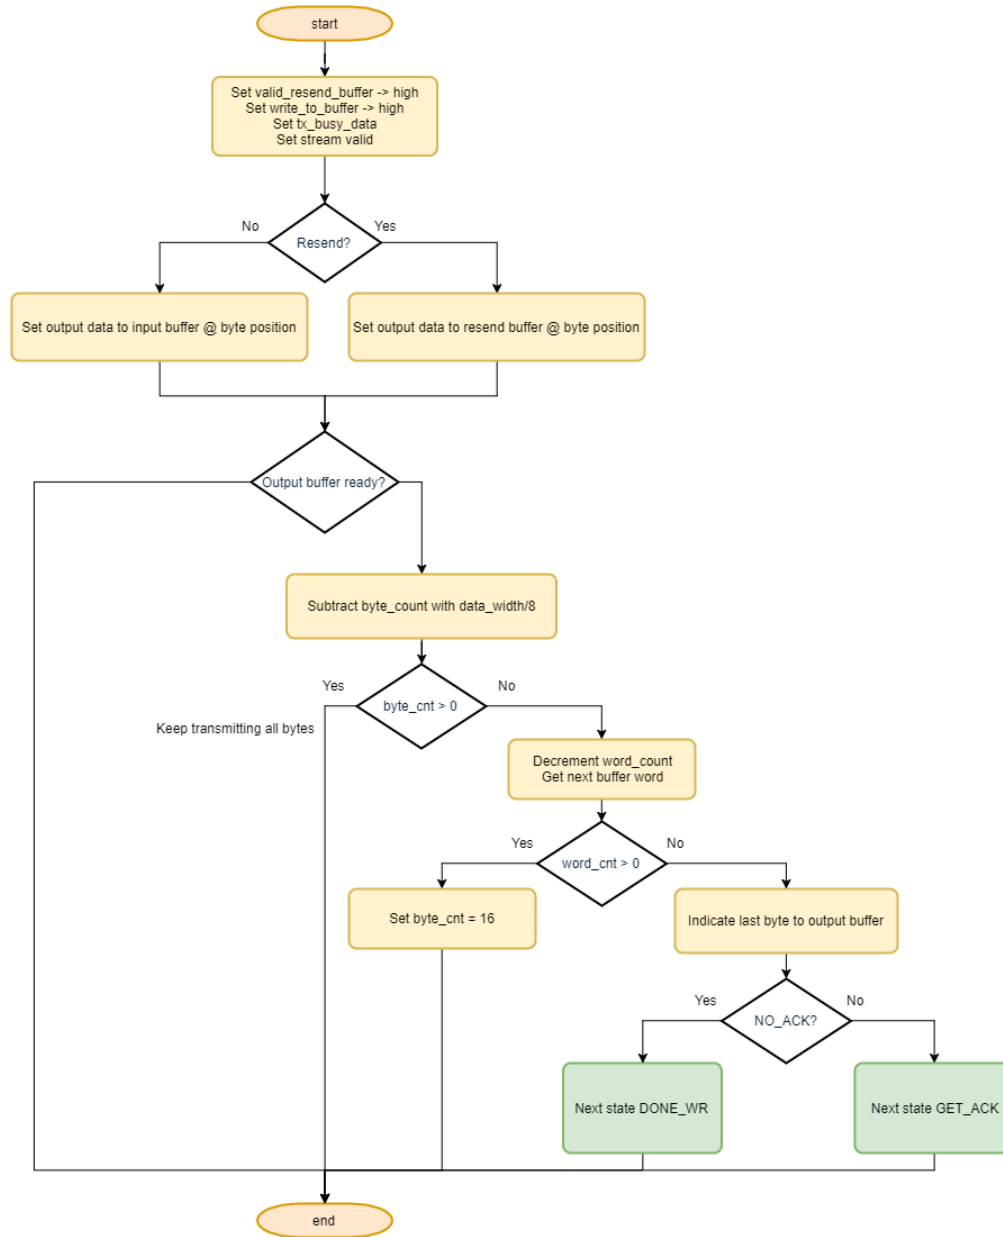 start
Set valid_resend_buffer -> high
Set write_to_buffer -> high
Set tx_busy_data
Set stream valid
No
Yes
Resend?
Set output data to input buffer @ byte position
Set output data to resend buffer @ byte position
Output buffer ready?
Subtract byte_count with data_width/8
Yes
No
byte_cnt > 0
Keep transmitting all bytes
Decrement word_count
Get next buffer word
Yes
No
word_cnt > 0
Set byte_cnt = 16
Indicate last byte to output buffer
Yes
No
NO_ACK?
Next state DONE_WR
Next state GET_ACK
end